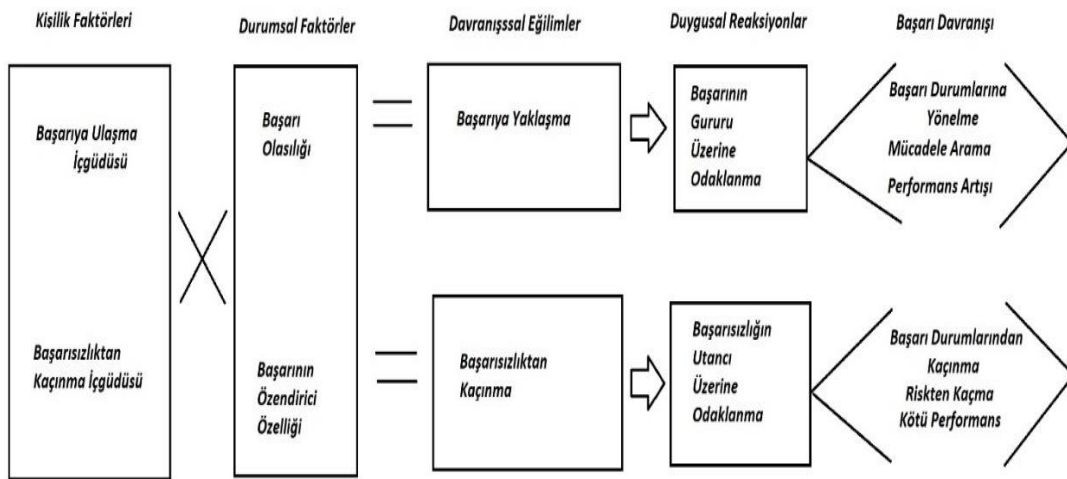 Kişilik Faktörleri
Durumsal Faktörler
Davranışssal Eğilimler
Duygusal Reaksiyonlar
Başarı Davranışı
Başarıya Ulaşma
İçgüdüsü
Başarısızlıktan
Kaçınma İçgüdüsü
Başarı
Olasılığı
Başarının
Özendirici
Özelliği
Başarıya Yaklaşma
Başarısızlıktan
Kaçınma
Başarının
Gururu
Üzerine
Odaklanma
Başarısızlığın
Utancı
Üzerine
Odaklanma
Başarı Durumlarına
Yönelme
Mücadele Arama
Performans Artışı
Başarı Durumlarından
Kaçınma
Riskten Kaçma
Kötü Performans